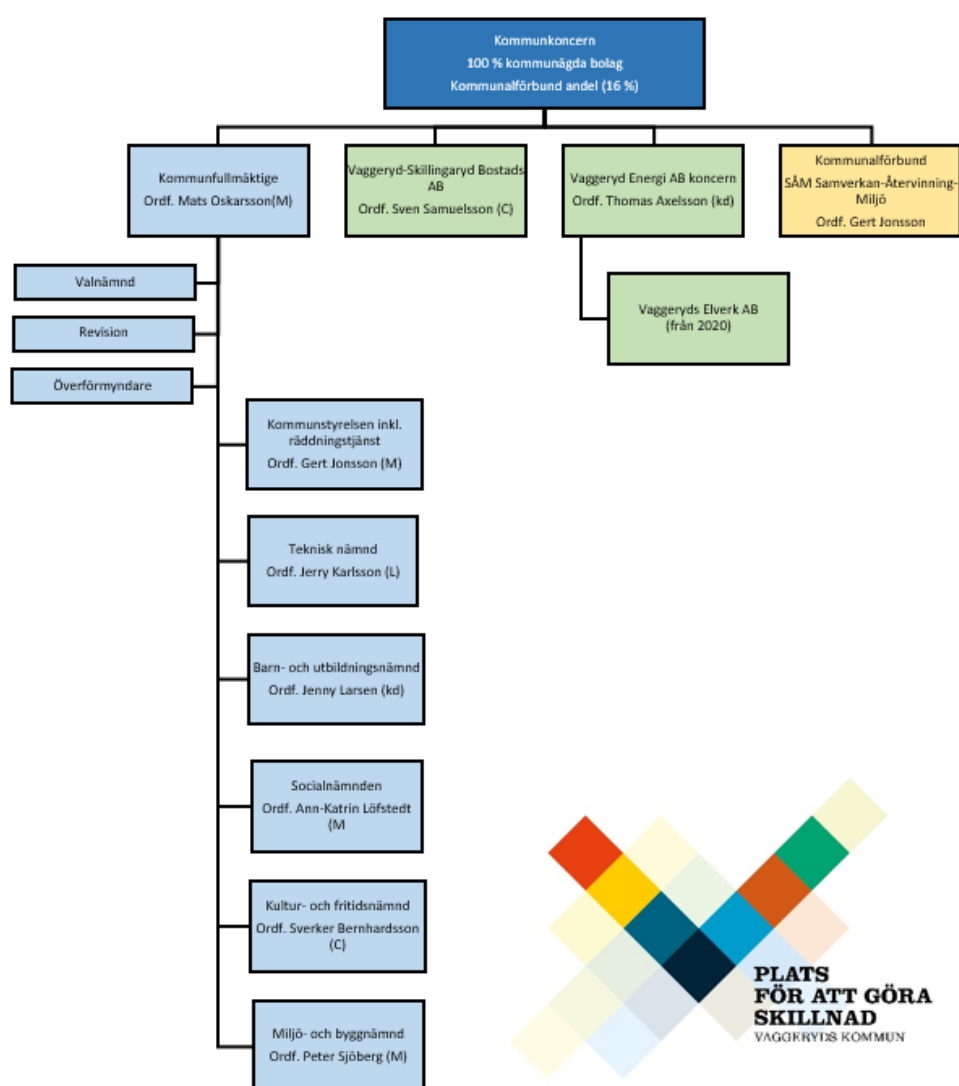 Kommunkoncern
100 % kommunägda bolag
Kommunalförbund andel (16 %)
Kommunfullmäktige
Ordf. Mats Oskarsson(M)
Vaggeryd-Skillingaryd Bostads
AB
Ordf. Sven Samuelsson (C)
Vaggeryd Energi AB koncern
Ordf. Thomas Axelsson (kd)
Kommunalförbund
SÅM Samverkan-Återvinning-
Miljö
Ordf. Gert Jonsson
Valnämnd
Revision
Överförmyndare
Vaggeryds Elverk AB
(från 2020)
Kommunstyrelsen inkl.
räddningstjänst
Ordf. Gert Jonsson (M)
Teknisk nämnd
Ordf. Jerry Karlsson (L)
Barn- och utbildningsnämnd
Ordf. Jenny Larsen (kd)
Socialnämnden
Ordf. Ann-Katrin Löfstedt
(M
Kultur- och fritidsnämnd
Ordf. Sverker Bernhardsson
(C)
Miljö- och byggnämnd
Ordf. Peter Sjöberg (M)
PLATS
FÖR ATT GÖRA
SKILLNAD
VAGGERYDS KOMMUN